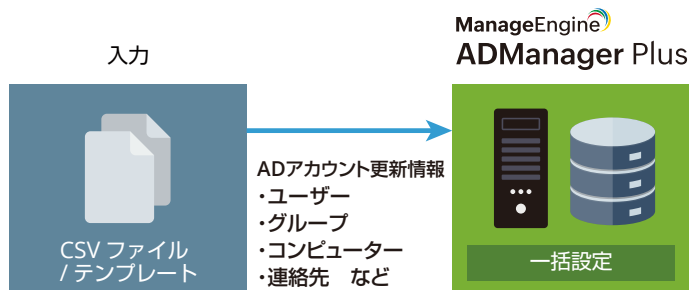 入力
ManageEngine
ADManager Plus
CSV ファイル
/ テンプレート
ADアカウント更新情報
・ユーザー
・グループ
・コンピューター
・連絡先　など
一括設定